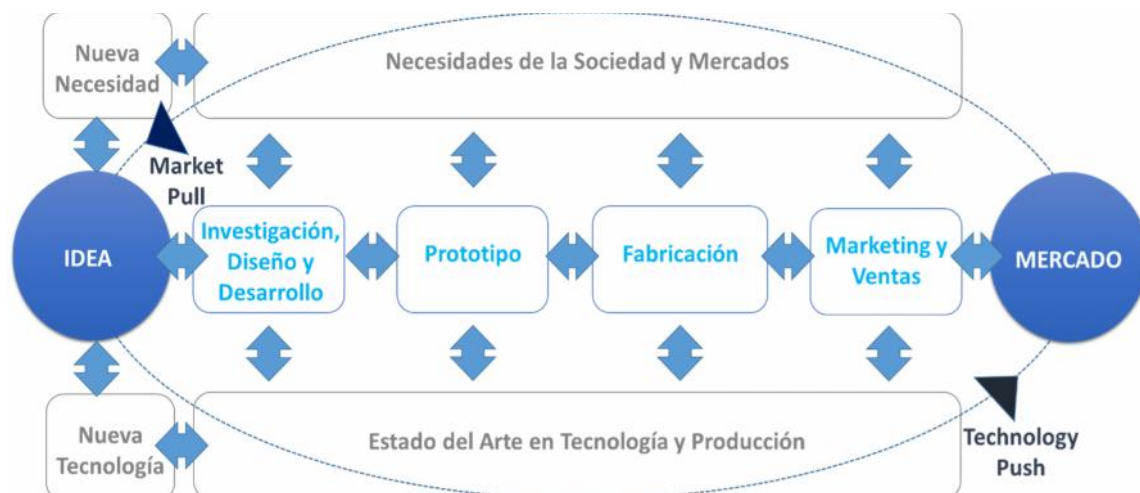 Nueva
Necesidad
Necesidades de la Sociedad y Mercados
Market
Pull
IDEA
Investigación,
Diseño y
Desarrollo
Prototipo
Fabricación
Marketing y
Ventas
MERCADO
Nueva
Tecnología
Estado del Arte en Tecnología y Producción
Technology
Push